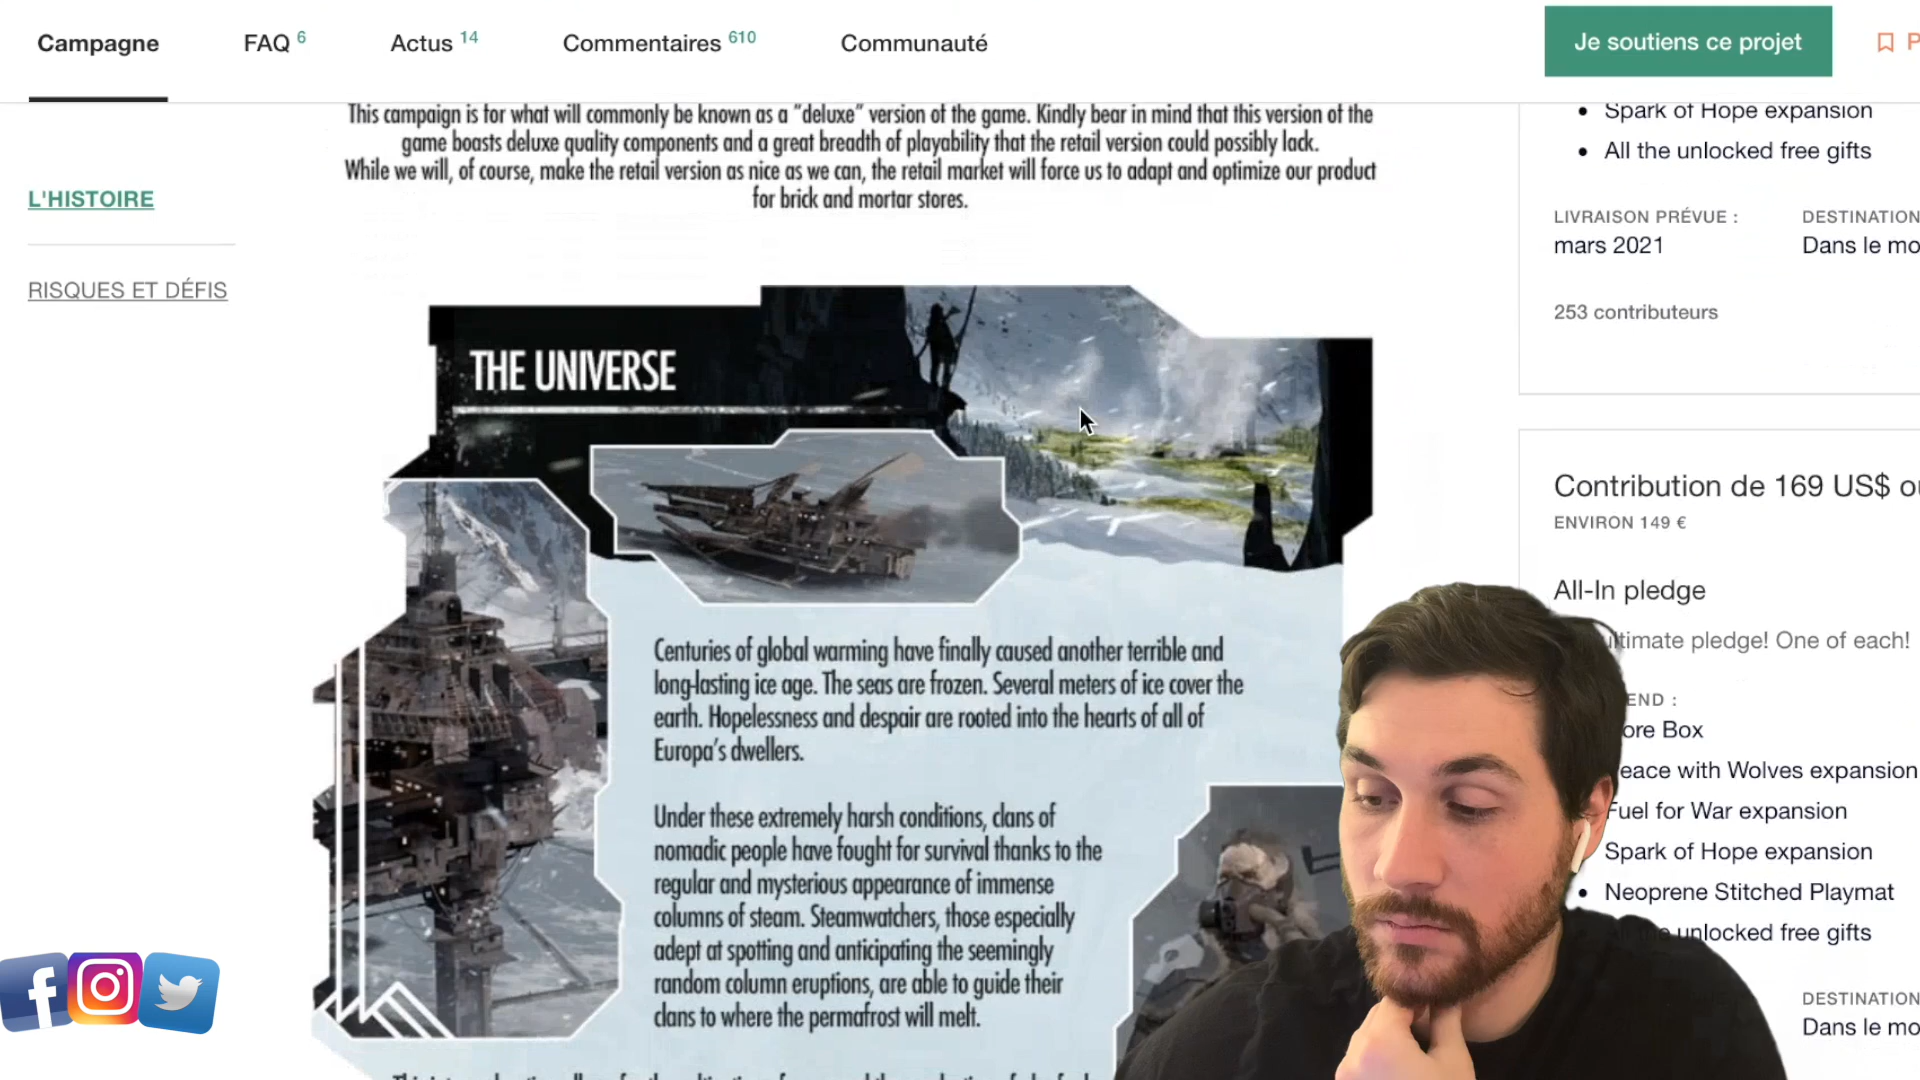 Campagne
FAQ 6
Actus 14
Commentaires 610
Communauté
Je soutiens ce projet
This campaign is for what will commonly be known as a "deluxe" version of the game. Kindly bear in mind that this version of the
game boasts deluxe quality components and a great breadth of playability that the retail version could possibly lack.
While we will, of course, make the retail version as nice as we can, the retail market will force us to adapt and optimize our product
for brick and mortar stores.
L'HISTOIRE
RISQUES ET DÉFIS
THE UNIVERSE
Centuries of global warming have finally caused another terrible and
long-lasting ice age. The seas are frozen. Several meters of ice cover the
earth. Hopelessness and despair are rooted into the hearts of all of
Europa's dwellers.
Under these extremely harsh conditions, clans of
nomadic people have fought for survival thanks to the
regular and mysterious appearance of immense
columns of steam. Steamwatchers, those especially
adept at spotting and anticipating the seemingly
random column eruptions, are able to guide their
clans to where the permafrost will melt.
Spark of Hope expansion
All the unlocked free gifts
LIVRAISON PRÉVUE :
mars 2021
DESTINATION
Dans le mo
253 contributeurs
Contribution de 169 US$ ou
ENVIRON 149 €
All-In pledge
ultimate pledge! One of each!
END :
ore Box
eace with Wolves expansion
Fuel for War expansion
Spark of Hope expansion
Neoprene Stitched Playmat
unlocked free gifts
DESTINATION
Dans le mo